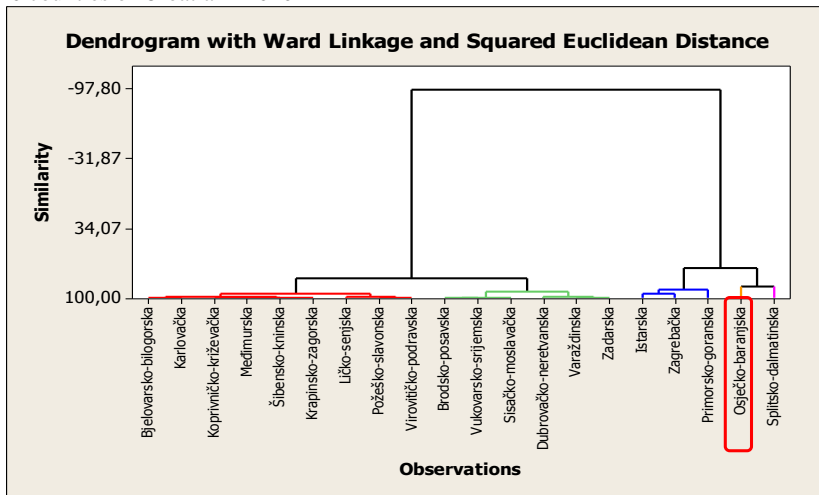 Dendrogram with Ward Linkage and Squared Euclidean Distance
Similarity
-97,80
-31,87
34,07
100,00
Bjelovarsko-bilogorska
Karlovačka
Koprivničko-križevačka
Međimurska
Šibensko-kninska
Krapinsko-zagorska
Ličko-senjska
Požeško-slavonska
Virovitičko-podravska
Brodsko-posavska
Vukovarsko-srijemska
Sisačko-moslavačka
Dubrovačko-neretvanska
Varaždinska
Zadarska
Istarska
Zagrebačka
Primorsko-goranska
Osječko-baranjska
Splitsko-dalmatinska
Observations